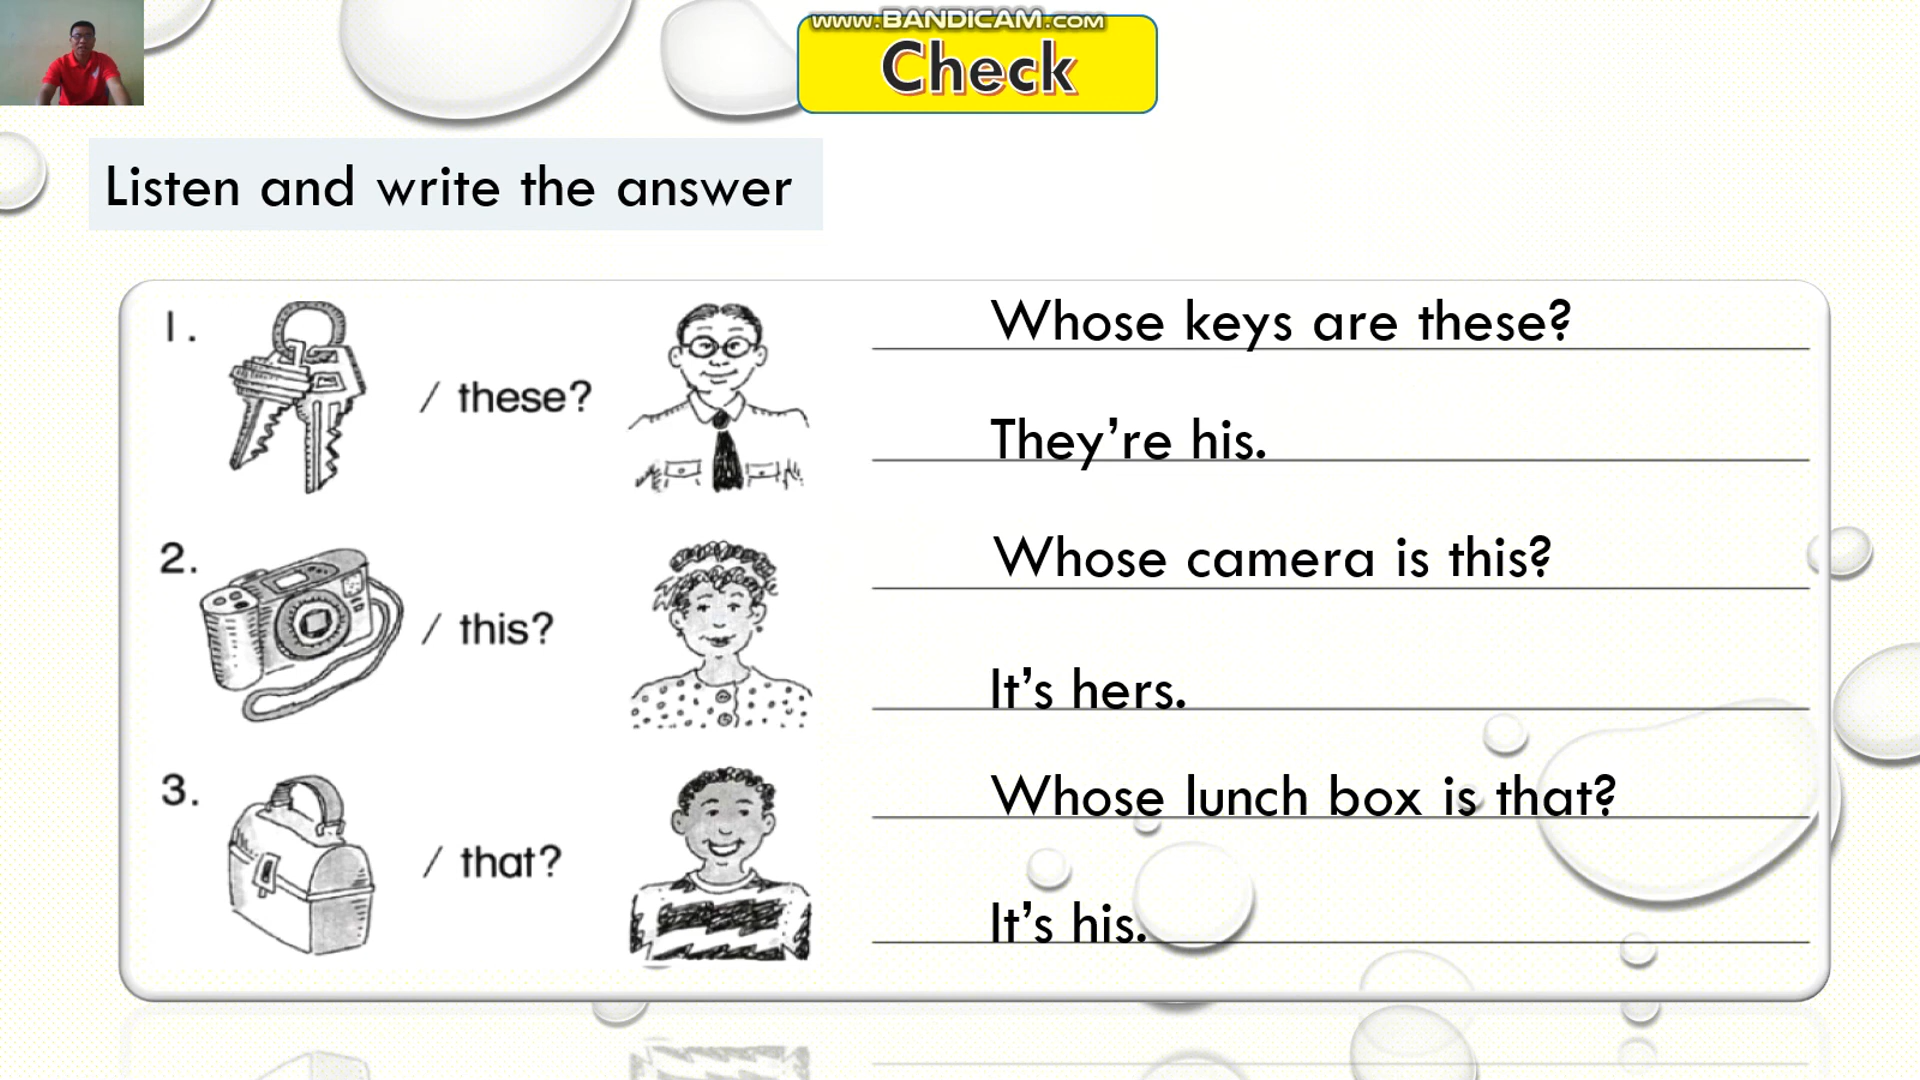 www.BANDICAM.com
Check
Listen and write the answer
1.
/ these?
Whose keys are these?
They’re his.
2.
/ this?
Whose camera is this?
It’s hers.
3.
/ that?
Whose lunch box is that?
It’s his.